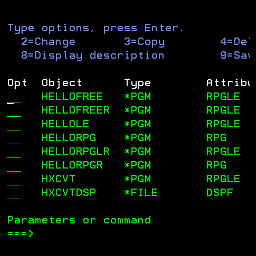 Type options, press Enter.
2=Change 3=Copy 4=De
8=Display description 9=Sav
Opt Object Type Attribu
HELLOFREE *PGM RPGLE
HELLOFREER *PGM RPGLE
HELLOLE *PGM RPGLE
HELLORPG *PGM RPG
HELLORPGLR *PGM RPGLE
HELLORPGR *PGM RPG
HXCVT *PGM RPGLE
HXCVTDSP *FILE DSPF
Parameters or command
===>